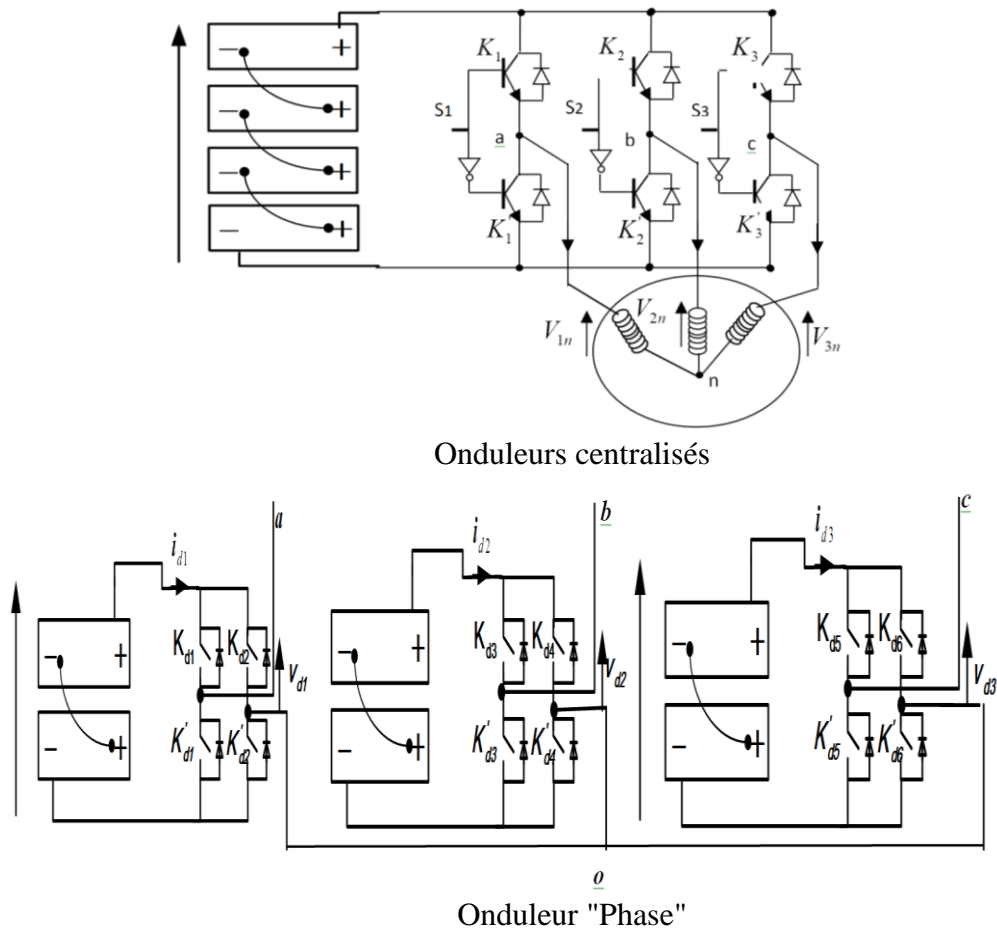 – +
– +
– +
– +
K1 K2 K3
S1 S2 S3
a b c
K'1 K'2 K'3
V1n V2n V3n
n
Onduleurs centralisés
a b c
id1 id2 id3
Kd1 Kd2 Kd3 Kd4 Kd5 Kd6
- + - + - +
Vd1 Vd2 Vd3
K'd1 K'd2 K'd3 K'd4 K'd5 K'd6
- + - + - +
o
Onduleur "Phase"